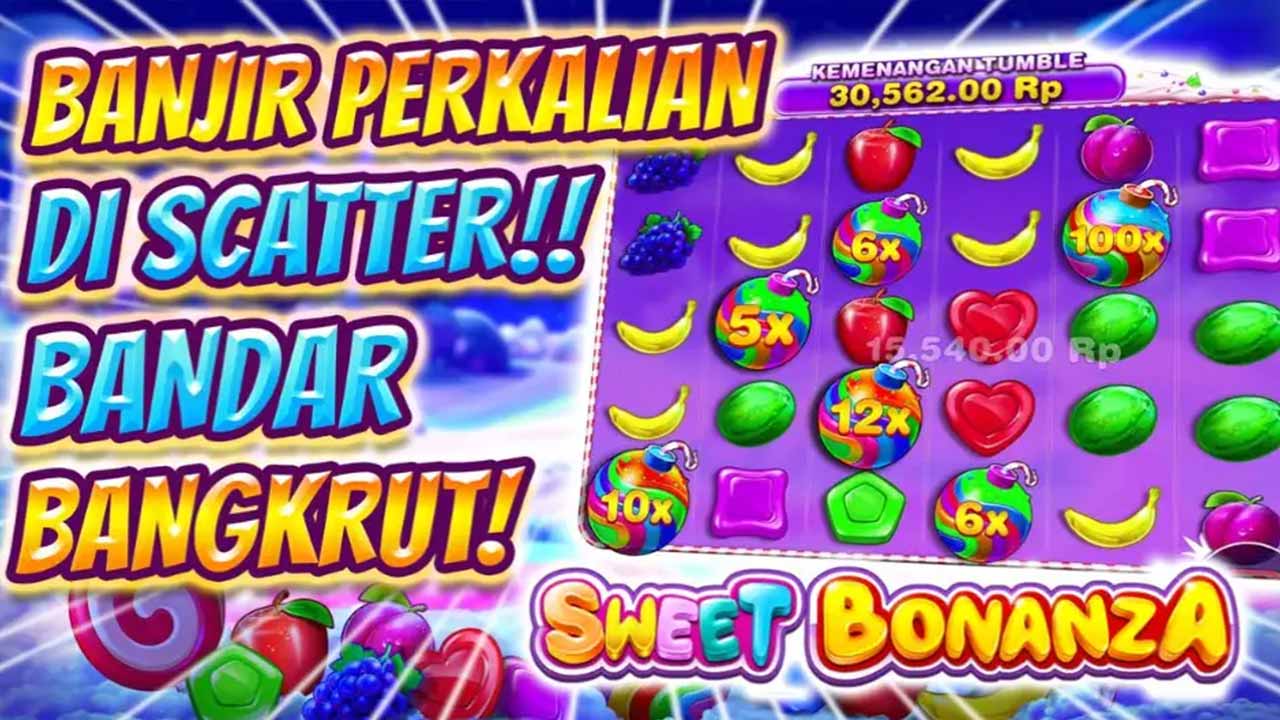 BANJIR PERKALIAN
DI SCATTER!!
BANDAR
BANGKRUT!
KEMENANGAN TUMBLE
30,562.00 Rp
6x
100x
5x
15,540.00 Rp
12x
10x
6x
SWEET BONANZA